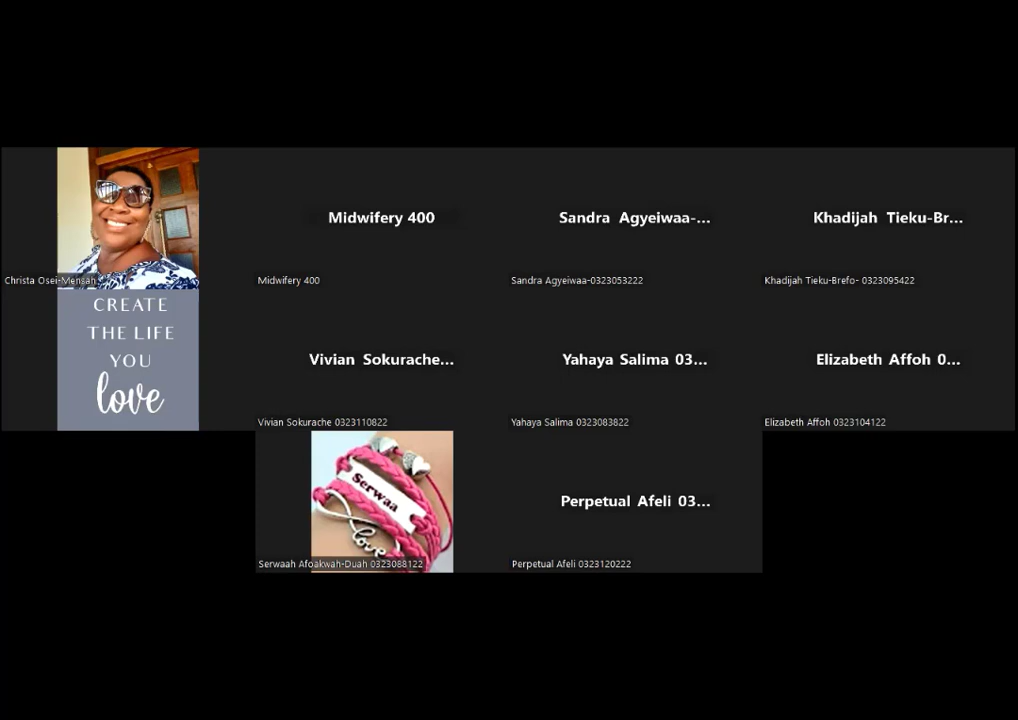 Christa Osei-Mensah
Midwifery 400
Midwifery 400
Sandra Agyeiwaa-...
Sandra Agyeiwaa-0323053222
Khadijah Tieku-Br...
Khadijah Tieku-Brefo- 0323095422
CREATE
THE LIFE
YOU
love
Vivian Sokurache...
Vivian Sokurache 0323110822
Yahaya Salima 03...
Yahaya Salima 0323083822
Elizabeth Affoh 0...
Elizabeth Affoh 0323104122
Serwaa
love
Serwaah Afoakwah-Duah 0323088122
Perpetual Afeli 03...
Perpetual Afeli 0323120222